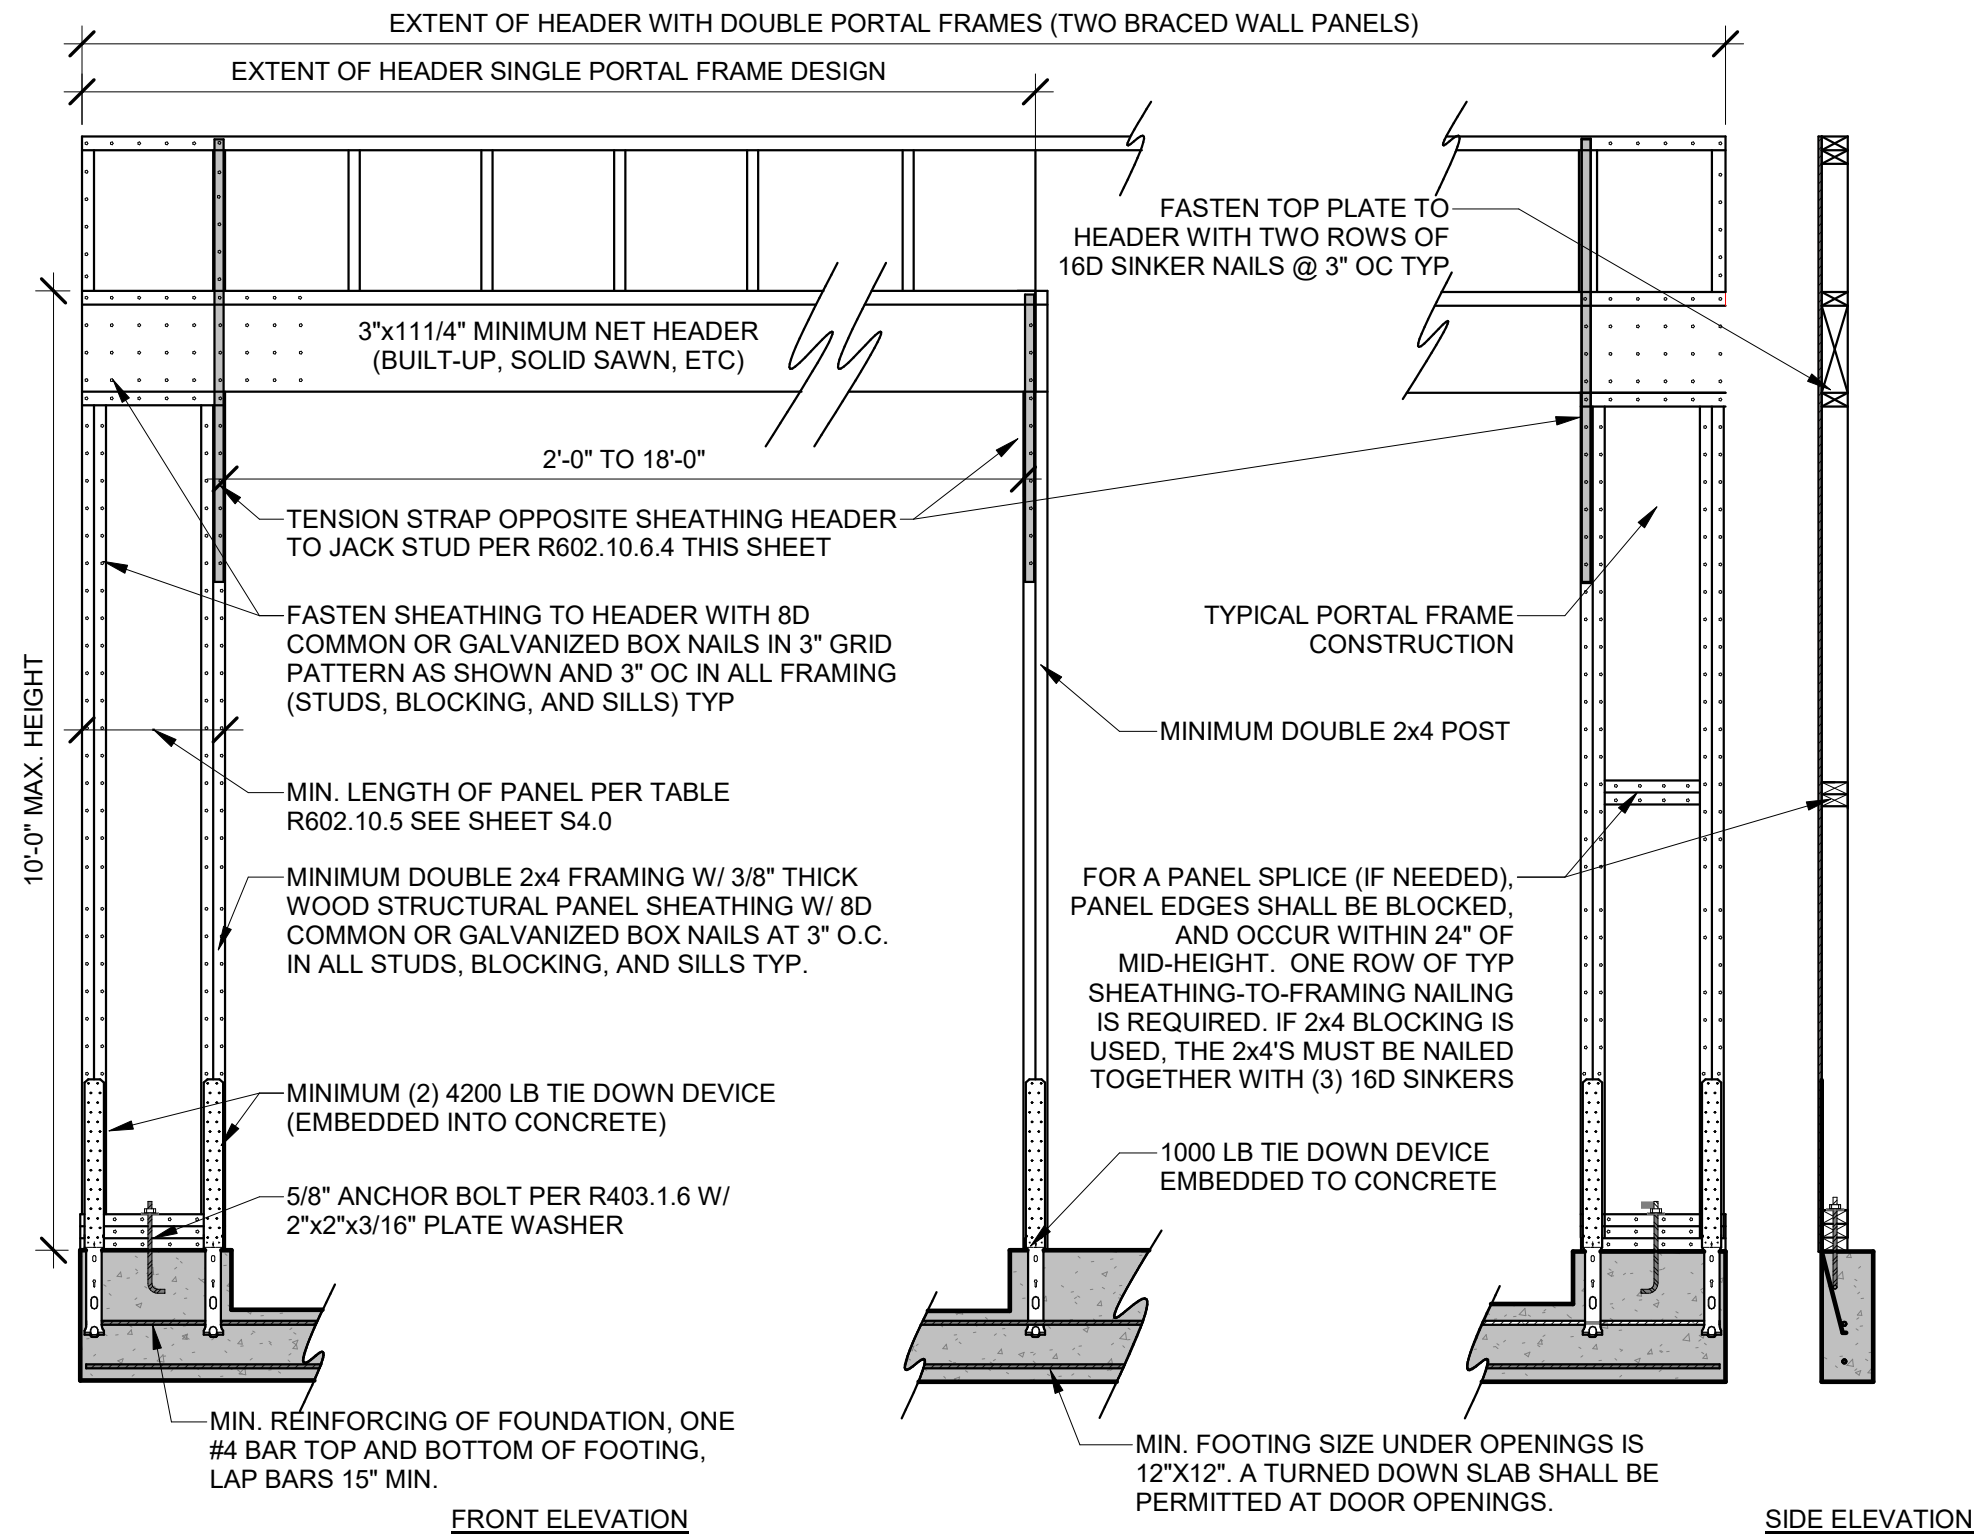 EXTENT OF HEADER WITH DOUBLE PORTAL FRAMES (TWO BRACED WALL PANELS)
EXTENT OF HEADER SINGLE PORTAL FRAME DESIGN
FASTEN TOP PLATE TO
HEADER WITH TWO ROWS OF
16D SINKER NAILS @ 3" OC TYP
3"x111/4" MINIMUM NET HEADER
(BUILT-UP, SOLID SAWN, ETC)
2'-0" TO 18'-0"
TENSION STRAP OPPOSITE SHEATHING HEADER
TO JACK STUD PER R602.10.6.4 THIS SHEET
FASTEN SHEATHING TO HEADER WITH 8D
COMMON OR GALVANIZED BOX NAILS IN 3" GRID
PATTERN AS SHOWN AND 3" OC IN ALL FRAMING
(STUDS, BLOCKING, AND SILLS) TYP
TYPICAL PORTAL FRAME
CONSTRUCTION
10'-0" MAX. HEIGHT
MINIMUM DOUBLE 2x4 POST
MIN. LENGTH OF PANEL PER TABLE
R602.10.5 SEE SHEET S4.0
MINIMUM DOUBLE 2x4 FRAMING W/ 3/8" THICK
WOOD STRUCTURAL PANEL SHEATHING W/ 8D
COMMON OR GALVANIZED BOX NAILS AT 3" O.C.
IN ALL STUDS, BLOCKING, AND SILLS TYP.
FOR A PANEL SPLICE (IF NEEDED),
PANEL EDGES SHALL BE BLOCKED,
AND OCCUR WITHIN 24" OF
MID-HEIGHT. ONE ROW OF TYP
SHEATHING-TO-FRAMING NAILING
IS REQUIRED. IF 2x4 BLOCKING IS
USED, THE 2x4'S MUST BE NAILED
TOGETHER WITH (3) 16D SINKERS
MINIMUM (2) 4200 LB TIE DOWN DEVICE
(EMBEDDED INTO CONCRETE)
1000 LB TIE DOWN DEVICE
EMBEDDED TO CONCRETE
5/8" ANCHOR BOLT PER R403.1.6 W/
2"x2"x3/16" PLATE WASHER
MIN. REINFORCING OF FOUNDATION, ONE
#4 BAR TOP AND BOTTOM OF FOOTING,
LAP BARS 15" MIN.
MIN. FOOTING SIZE UNDER OPENINGS IS
12"X12". A TURNED DOWN SLAB SHALL BE
PERMITTED AT DOOR OPENINGS.
FRONT ELEVATION
SIDE ELEVATION